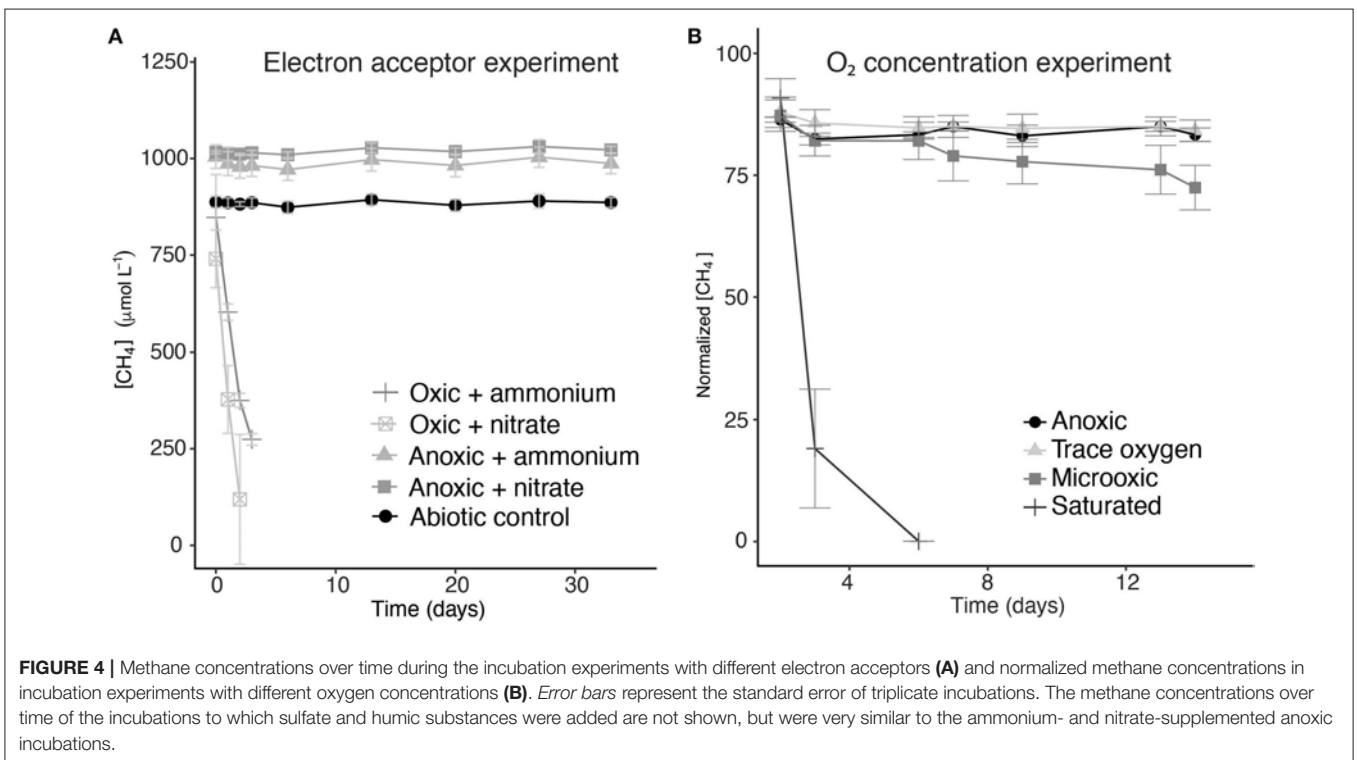 A
Electron acceptor experiment
1250
1000
750
500
250
0
[CH₄] (μmol L⁻¹)
0 10 20 30
Time (days)
Oxic + ammonium
Oxic + nitrate
Anoxic + ammonium
Anoxic + nitrate
Abiotic control
B
O₂ concentration experiment
100
75
50
25
0
Normalized [CH₄]
4 8 12
Time (days)
Anoxic
Trace oxygen
Microoxic
Saturated
FIGURE 4 | Methane concentrations over time during the incubation experiments with different electron acceptors (A) and normalized methane concentrations in
incubation experiments with different oxygen concentrations (B). Error bars represent the standard error of triplicate incubations. The methane concentrations over
time of the incubations to which sulfate and humic substances were added are not shown, but were very similar to the ammonium- and nitrate-supplemented anoxic
incubations.